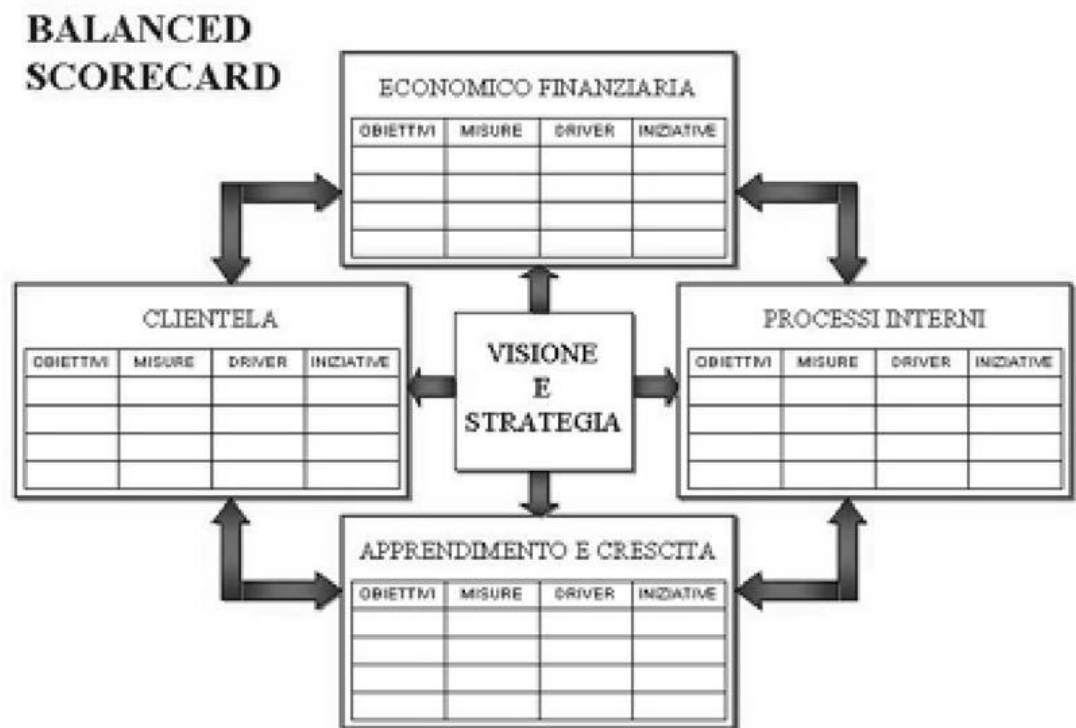 BALANCED
SCORECARD
ECONOMICO FINANZIARIA
OBIETTIVI MISURE DRIVER INIZIATIVE
CLIENTELA
OBIETTIVI MISURE DRIVER INIZIATIVE
VISIONE
E
STRATEGIA
PROCESSI INTERNI
OBIETTIVI MISURE DRIVER INIZIATIVE
APPRENDIMENTO E CRESCITA
OBIETTIVI MISURE DRIVER INIZIATIVE